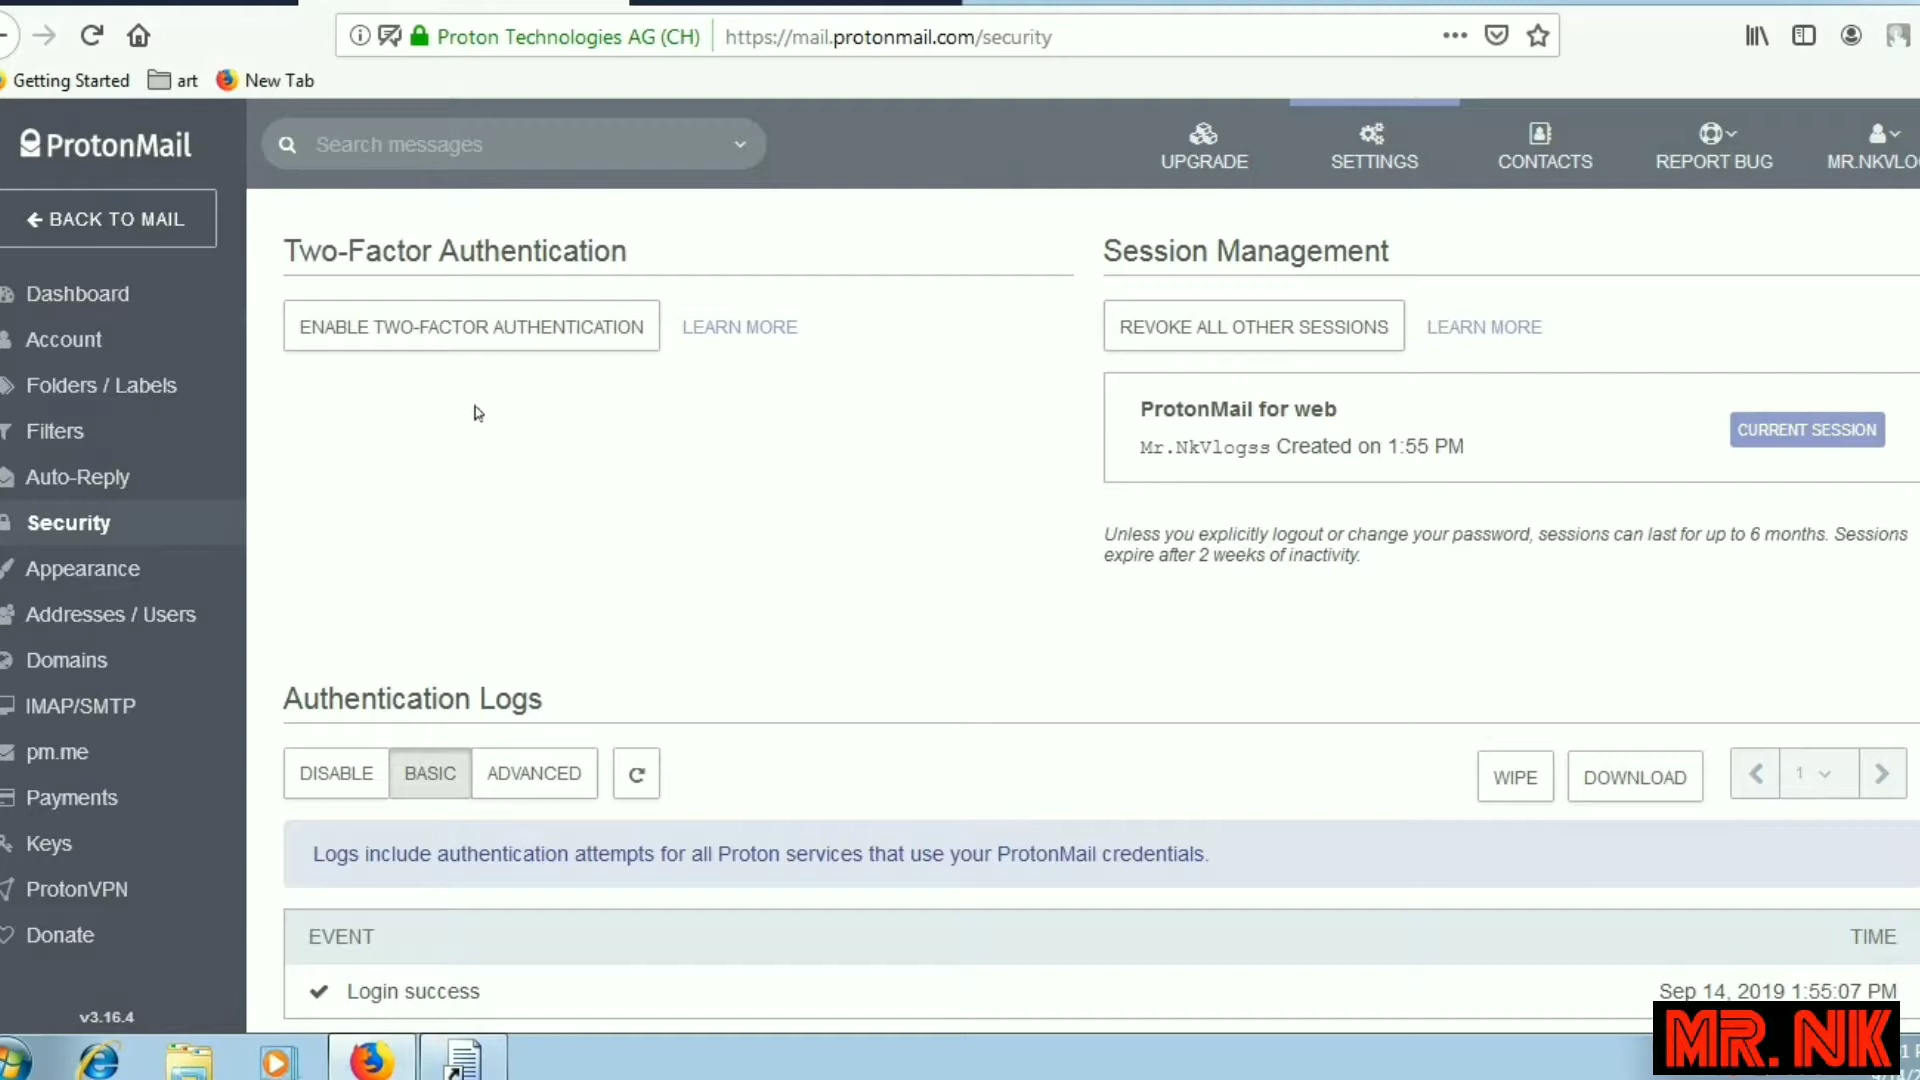 Proton Technologies AG (CH) https://mail.protonmail.com/security
Getting Started art New Tab
ProtonMail
Search messages
UPGRADE
SETTINGS
CONTACTS
REPORT BUG
MR.NKVLO
BACK TO MAIL
Dashboard
Account
Folders / Labels
Filters
Auto-Reply
Security
Appearance
Addresses / Users
Domains
IMAP/SMTP
pm.me
Payments
Keys
ProtonVPN
Donate
v3.16.4
Two-Factor Authentication
ENABLE TWO-FACTOR AUTHENTICATION LEARN MORE
Session Management
REVOKE ALL OTHER SESSIONS LEARN MORE
ProtonMail for web
Mr.NkVlogss Created on 1:55 PM
CURRENT SESSION
Unless you explicitly logout or change your password, sessions can last for up to 6 months. Sessions
expire after 2 weeks of inactivity.
Authentication Logs
DISABLE BASIC ADVANCED
WIPE DOWNLOAD 1
Logs include authentication attempts for all Proton services that use your ProtonMail credentials.
EVENT TIME
Login success Sep 14, 2019 1:55:07 PM
MR. NK